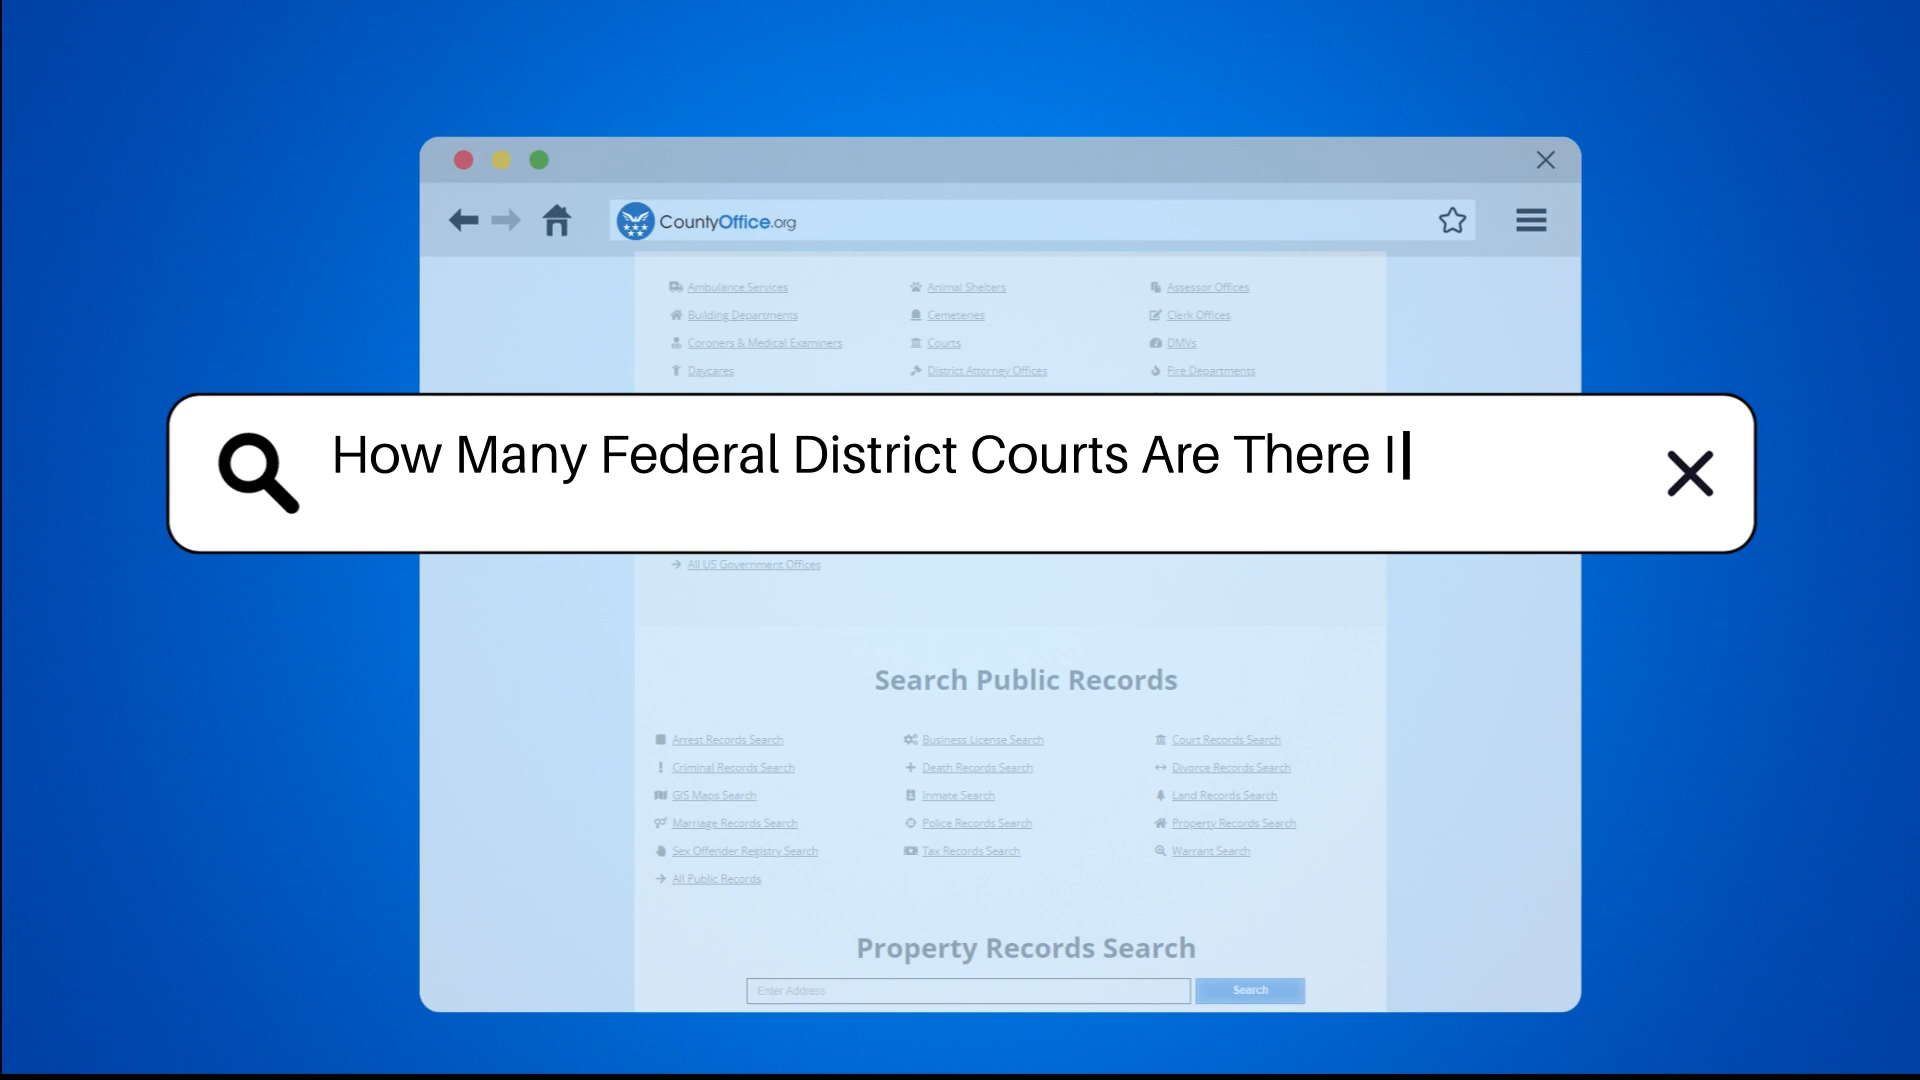 CountyOffice.org
Ambulance Services Animal Shelters Assessor Offices
Building Departments Cemeteries Clerk Offices
Coroners & Medical Examiners Courts DMVs
Daycares District Attorney Offices Fire Departments
How Many Federal District Courts Are There I
All US Government Offices
Search Public Records
Arrest Records Search Business License Search Court Records Search
Criminal Records Search Death Records Search Divorce Records Search
GIS Maps Search Inmate Search Land Records Search
Marriage Records Search Police Records Search Property Records Search
Sex Offender Registry Search Tax Records Search Warrant Search
All Public Records
Property Records Search
Enter Address Search